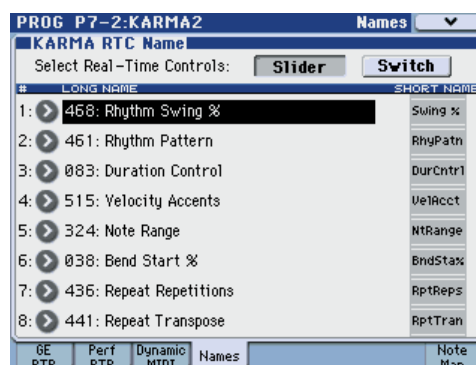 PROG P7-2:KARMA2 Names
KARMA RTC Name
Select Real-Time Controls: Slider Switch
# LONG NAME SHORT NAME
1: 468: Rhythm Swing % Swing %
2: 461: Rhythm Pattern RhyPatn
3: 083: Duration Control DurCntrl
4: 515: Velocity Accents VelAcct
5: 324: Note Range NtRange
6: 038: Bend Start % BndSta%
7: 436: Repeat Repetitions RptReps
8: 441: Repeat Transpose RptTran
GE Perf Dynamic Names Note
RTP RTP MIDI Map